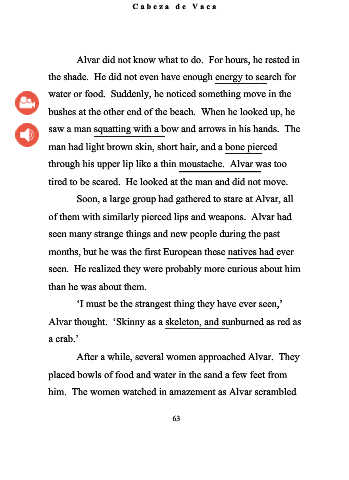 Cabeza de Vaca
Alvar did not know what to do. For hours, he rested in
the shade. He did not even have enough energy to search for
water or food. Suddenly, he noticed something move in the
bushes at the other end of the beach. When he looked up, he
saw a man squatting with a bow and arrows in his hands. The
man had light brown skin, short hair, and a bone pierced
through his upper lip like a thin moustache. Alvar was too
tired to be scared. He looked at the man and did not move.
Soon, a large group had gathered to stare at Alvar, all
of them with similarly pierced lips and weapons. Alvar had
seen many strange things and new people during the past
months, but he was the first European these natives had ever
seen. He realized they were probably more curious about him
than he was about them.
‘I must be the strangest thing they have ever seen,’
Alvar thought. ‘Skinny as a skeleton, and sunburned as red as
a crab.’
After a while, several women approached Alvar. They
placed bowls of food and water in the sand a few feet from
him. The women watched in amazement as Alvar scrambled
63